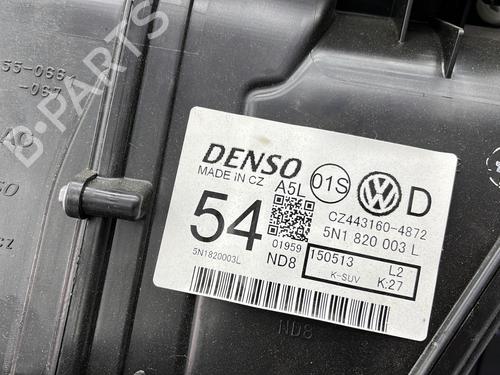 DENSO
MADE IN CZ
A5L
01S
D
54
01959
ND8
CZ443160-4872
5N1 820 003 L
150513 L2
K-SUV K:27
5N1820003L
ND8
B-PARTS